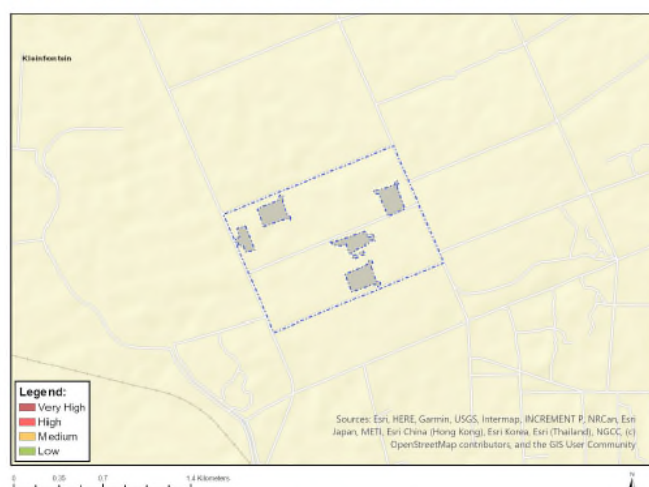 Kleinfontein
Legend:
Very High
High
Medium
Low
Sources: Esri, HERE, Garmin, USGS, Intermap, INCREMENT P, NRCan, Esri
Japan, METI, Esri China (Hong Kong), Esri Korea, Esri (Thailand), NGCC, (c)
OpenStreetMap contributors, and the GIS User Community
0 0.35 0.7 1.4 Kilometers
N